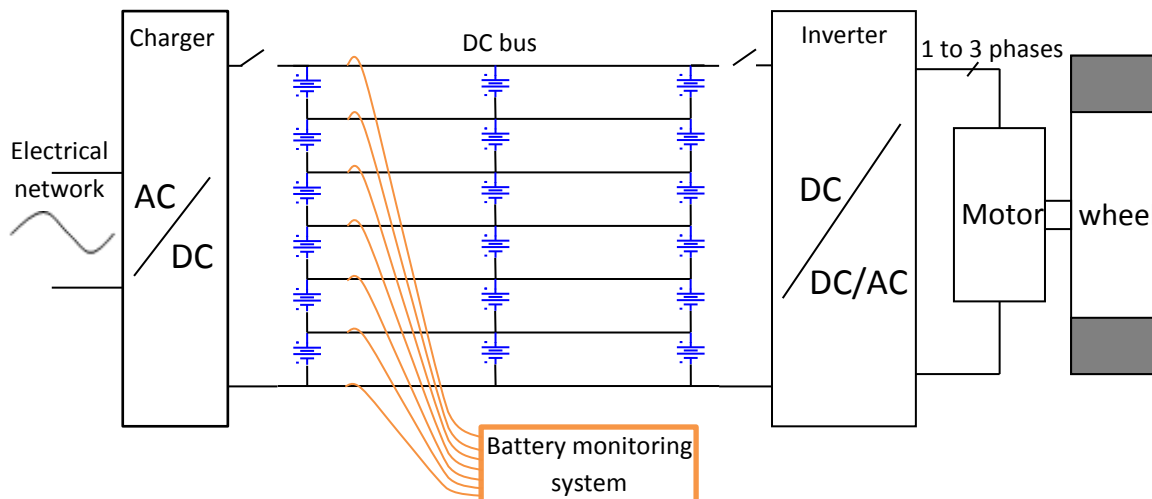 Charger
DC bus
Inverter
1 to 3 phases
Electrical
network
AC
DC
DC
DC/AC
Motor
whee
Battery monitoring
system